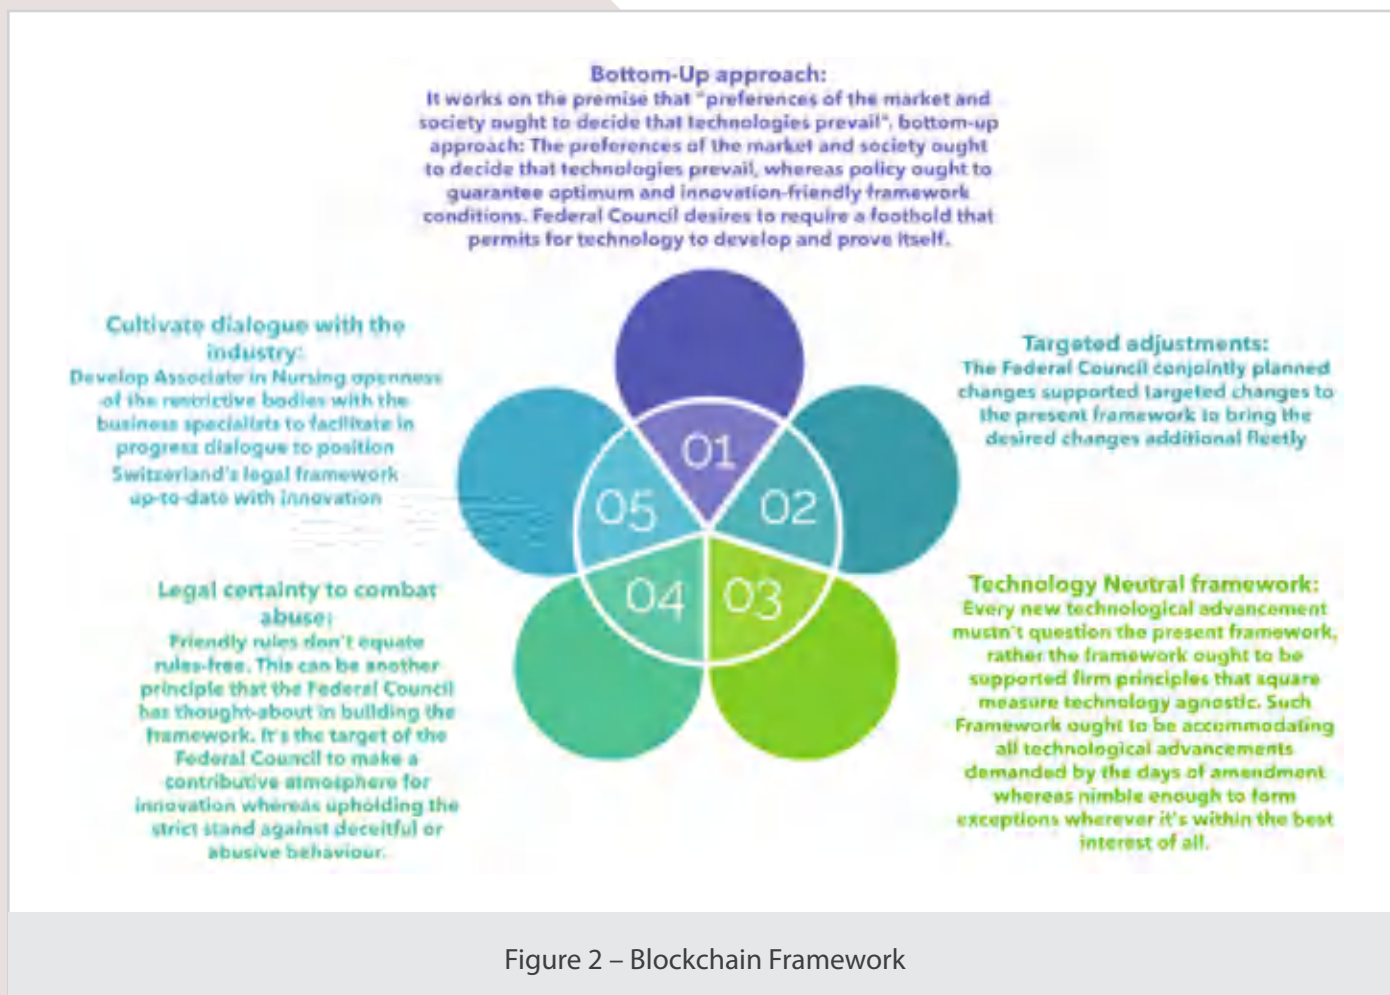 Bottom-Up approach:
It works on the premise that "preferences of the market and
society ought to decide that technologies prevail". bottom-up
approach: The preferences of the market and society ought
to decide that technologies prevail, whereas policy ought to
guarantee optimum and innovation-friendly framework
conditions. Federal Council desires to require a foothold that
permits for technology to develop and prove itself.
Targeted adjustments:
The Federal Council conjointly planned
changes supported targeted changes to
the present framework to bring the
desired changes additional fleetly
Technology Neutral framework:
Every new technological advancement
mustn't question the present framework,
rather the framework ought to be
supported firm principles that square
measure technology agnostic. Such
Framework ought to be accommodating
all technological advancements
demanded by the days of amendment
whereas nimble enough to form
exceptions wherever it's within the best
interest of all.
Legal certainty to combat
abuse:
Friendly rules don't equate
rules-free. This can be another
principle that the Federal Council
has thought-about in building the
framework. It's the target of the
Federal Council to make a
contributive atmosphere for
innovation whereas upholding the
strict stand against deceitful or
abusive behaviour.
Cultivate dialogue with the
industry:
Develop Associate in Nursing openness
of the restrictive bodies with the
business specialists to facilitate in
progress dialogue to position
Switzerland's legal framework
up-to-date with innovation
01
02
03
04
05
Figure 2 – Blockchain Framework